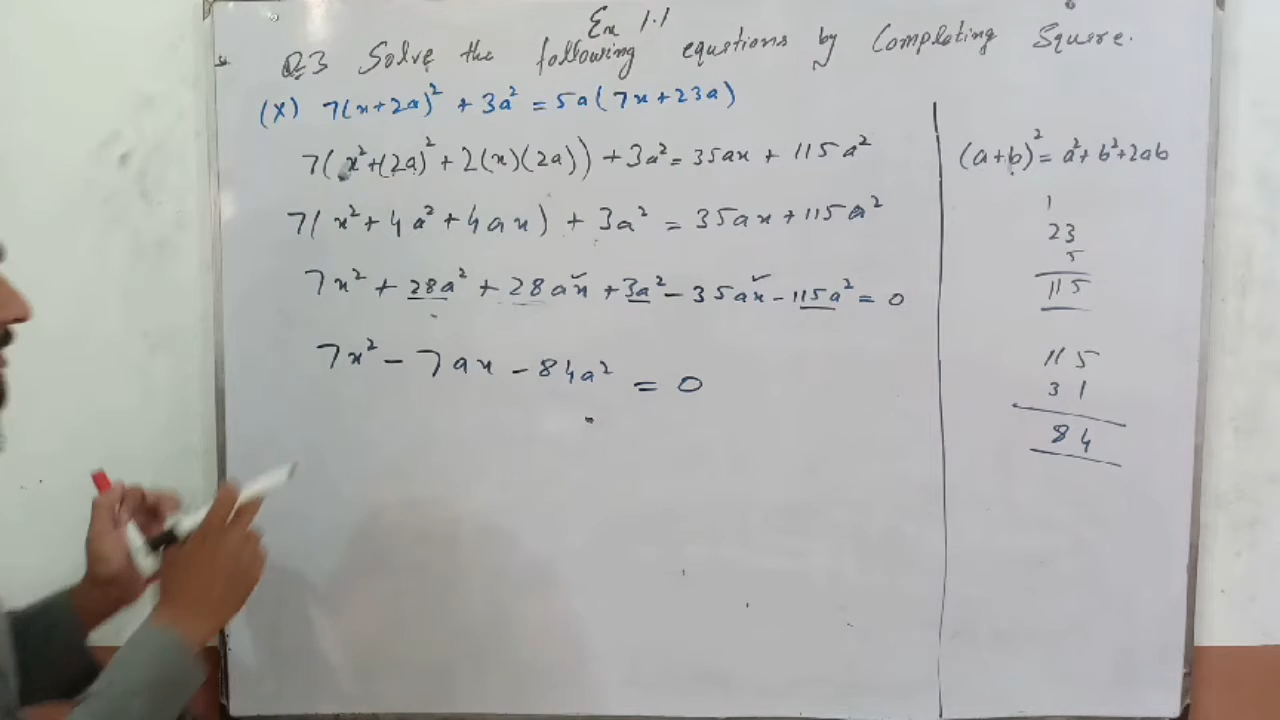 Ex 1.1
Q3 Solve the following equstions by Completing Squere.
(X) 7(x+2a)² + 3a² = 5a(7x+23a)
7(x²+(2a)²+2(x)(2a))+3a²=35ax+115a²
7(x²+4a²+4ax)+3a²=35ax+115a²
7x²+28a²+28ax+3a²-35ax-115a²=0
7x²-7ax-84a²=0
(a+b)²=a²+b²+2ab
1
23
5
115
115
31
84